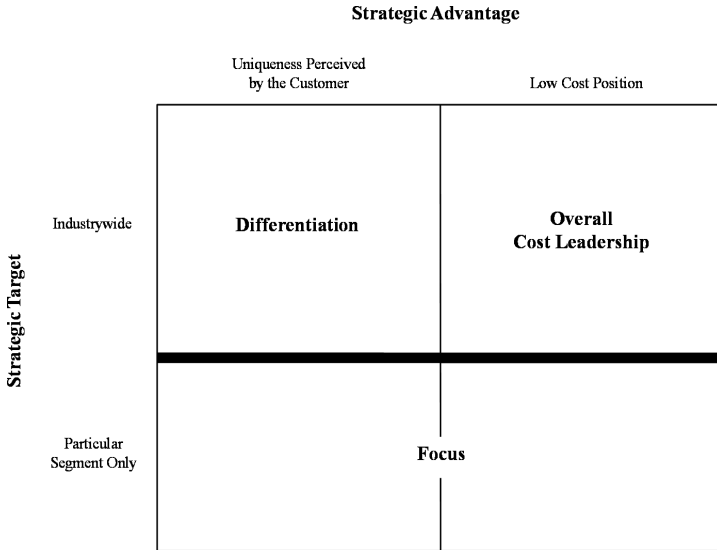 Strategic Advantage
Uniqueness Perceived
by the Customer
Low Cost Position
Industrywide
Differentiation
Overall
Cost Leadership
Strategic Target
Particular
Segment Only
Focus